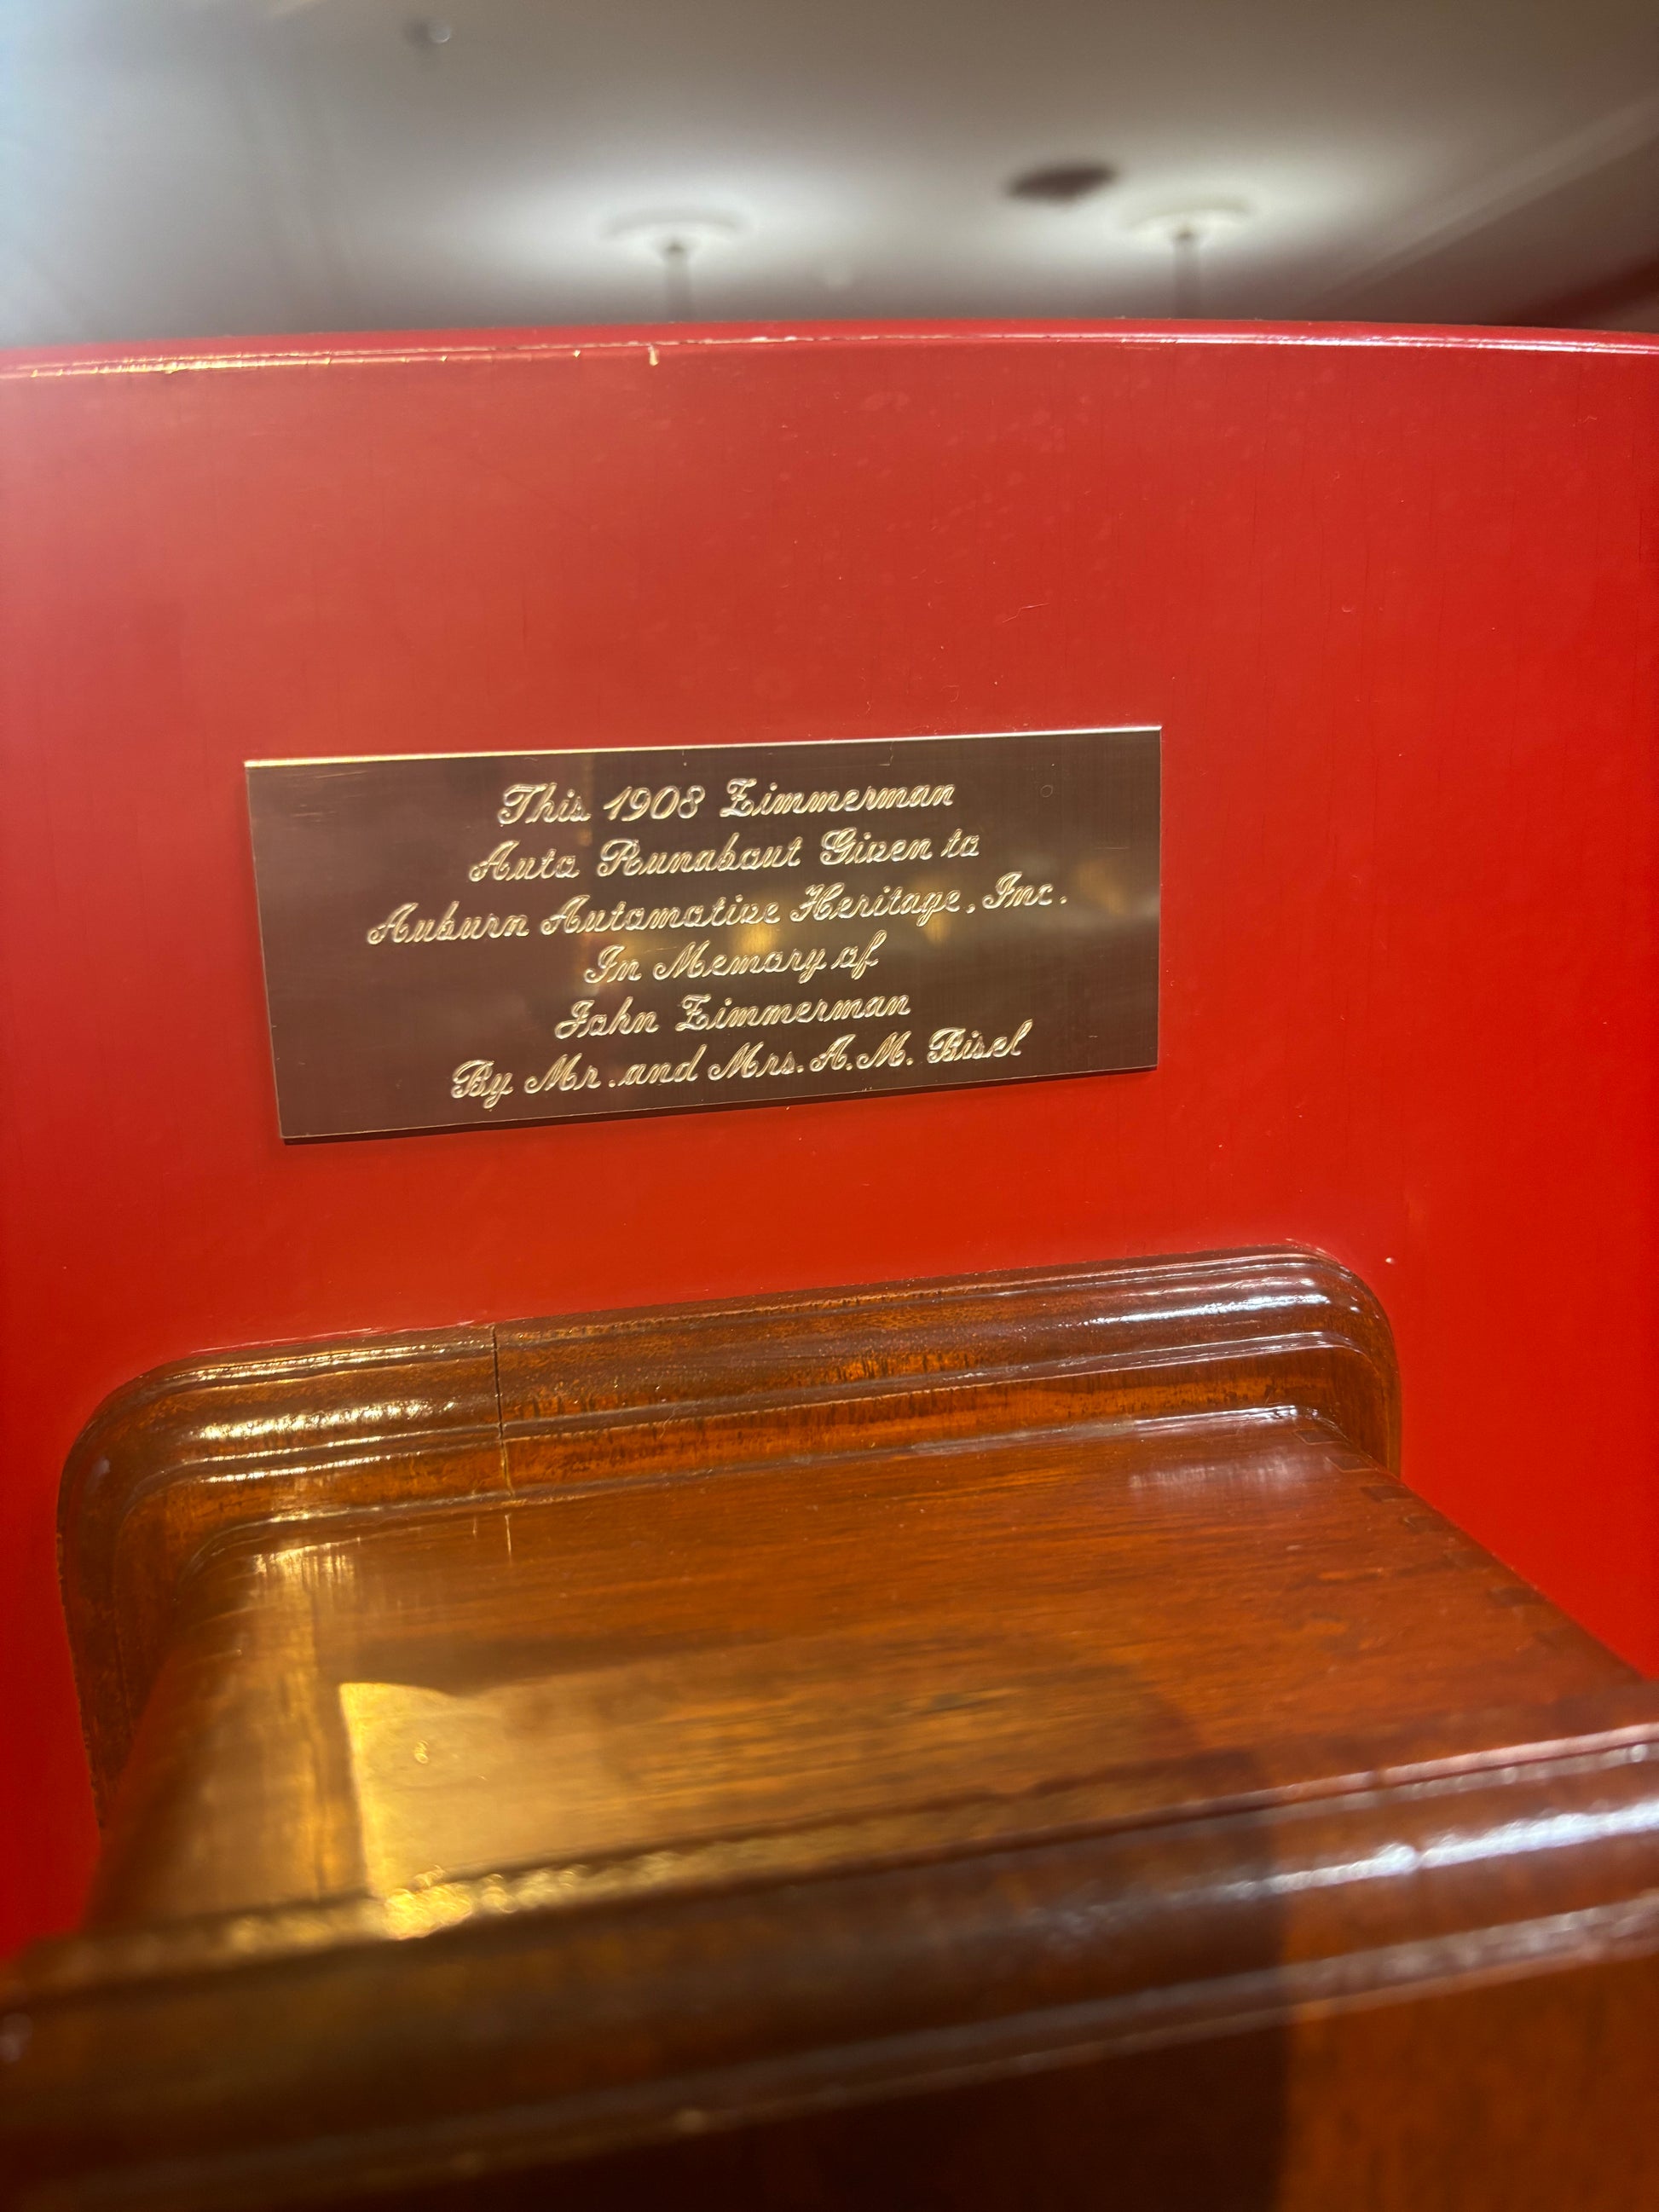 This 1908 Zimmerman
Auto Runabout Given to
Auburn Automotive Heritage, Inc.
In Memory of
John Zimmerman
By Mr. and Mrs. A.M. Bisel